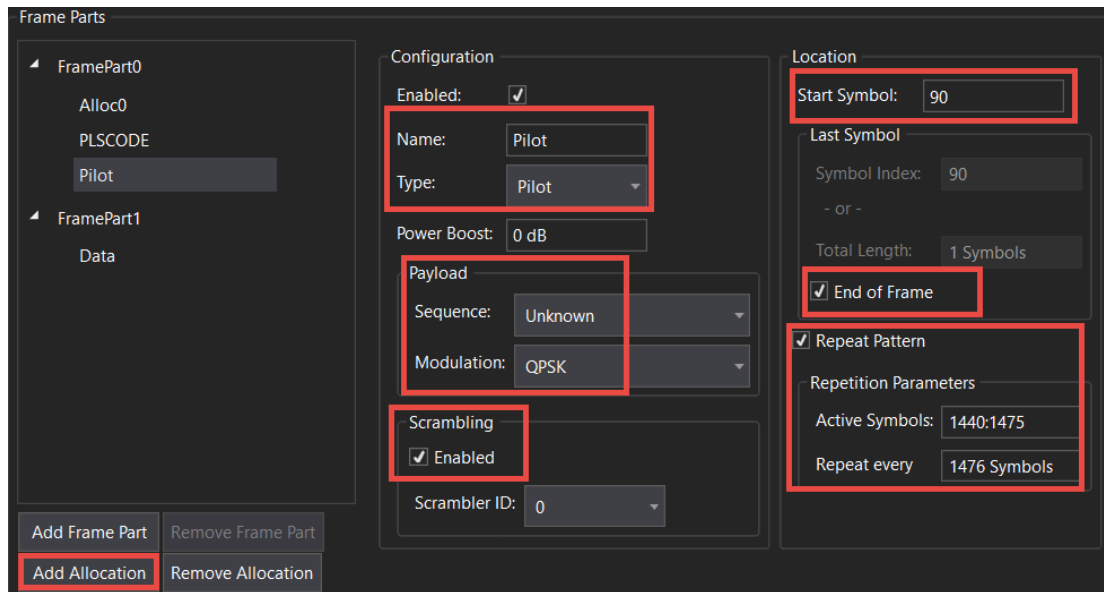 Frame Parts
FramePart0
Alloc0
PLSCODE
Pilot
FramePart1
Data
Add Frame Part
Remove Frame Part
Add Allocation
Remove Allocation
Configuration
Enabled:
Name: Pilot
Type: Pilot
Power Boost: 0 dB
Payload
Sequence: Unknown
Modulation: QPSK
Scrambling
Enabled
Scrambler ID: 0
Location
Start Symbol: 90
Last Symbol
Symbol Index: 90
- or -
Total Length: 1 Symbols
End of Frame
Repeat Pattern
Repetition Parameters
Active Symbols: 1440:1475
Repeat every 1476 Symbols